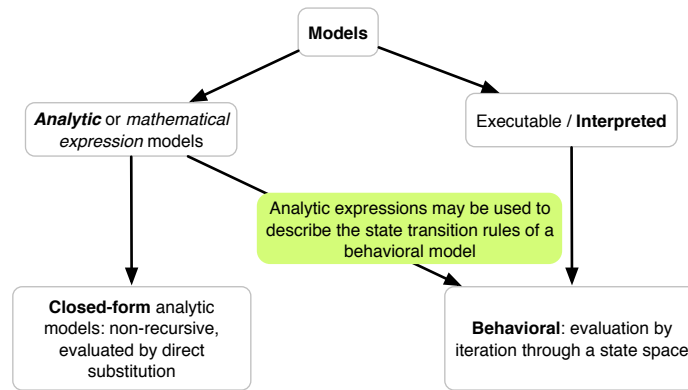 Models
Analytic or mathematical
expression models
Executable / Interpreted
Analytic expressions may be used to
describe the state transition rules of a
behavioral model
Closed-form analytic
models: non-recursive,
evaluated by direct
substitution
Behavioral: evaluation by
iteration through a state space